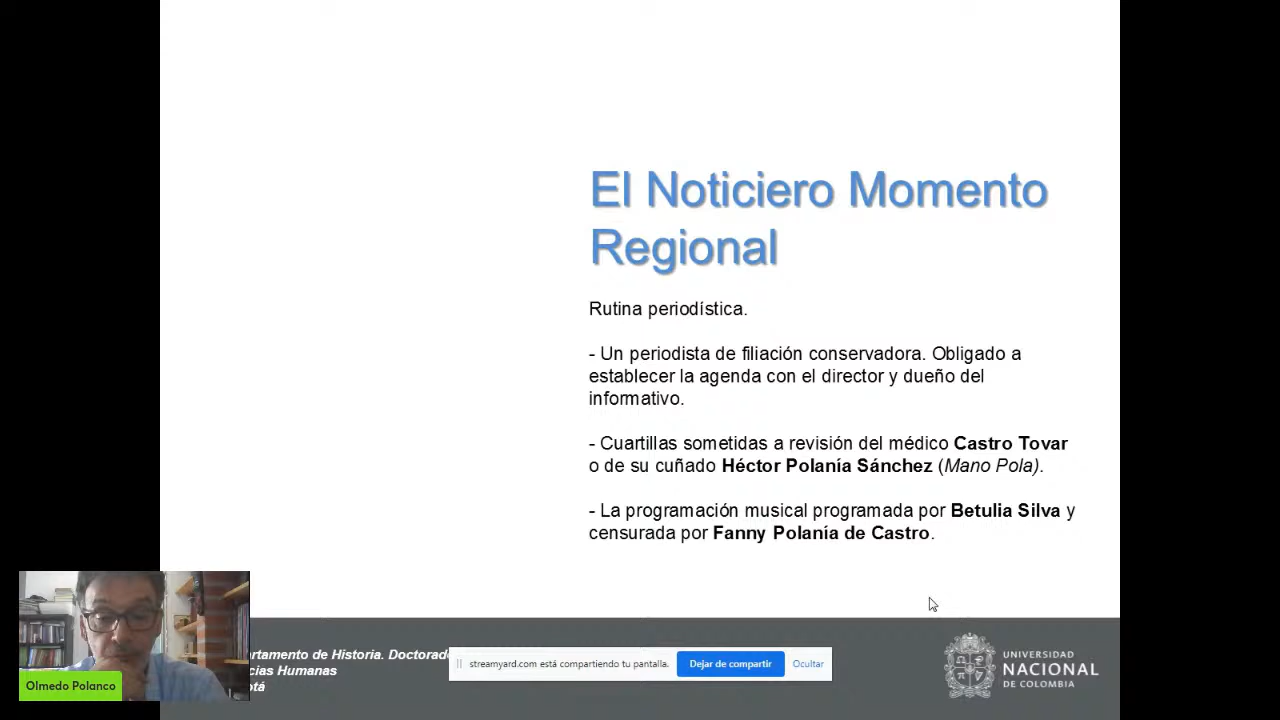 El Noticiero Momento
Regional
Rutina periodística.
- Un periodista de filiación conservadora. Obligado a
establecer la agenda con el director y dueño del
informativo.
- Cuartillas sometidas a revisión del médico Castro Tovar
o de su cuñado Héctor Polanía Sánchez (Mano Pola).
- La programación musical programada por Betulia Silva y
censurada por Fanny Polanía de Castro.
artamento de Historia. Doctorado
cias Humanas
tá
streamyard.com está compartiendo tu pantalla.
Dejar de compartir
Ocultar
Olmedo Polanco
UNIVERSIDAD
NACIONAL
DE COLOMBIA